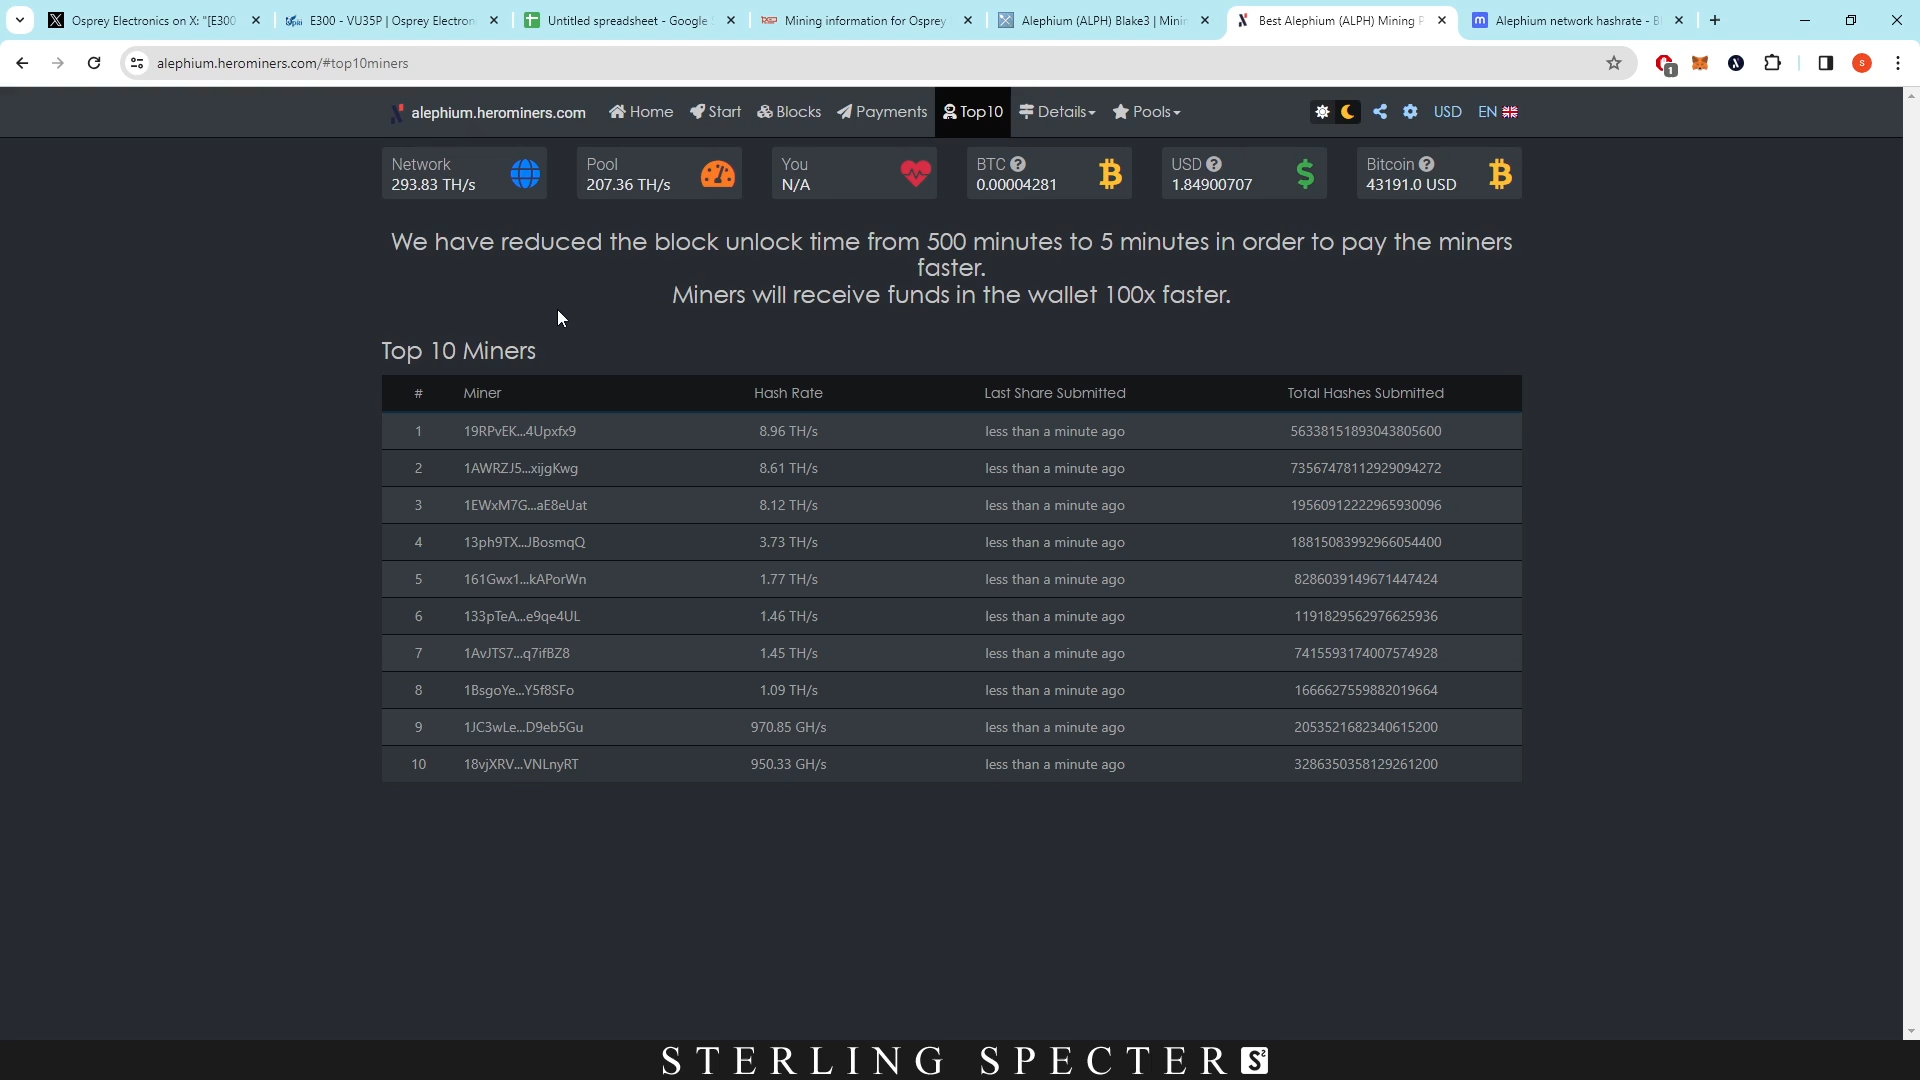 Osprey Electronics on X: "[E300
E300 - VU35P | Osprey Electron
Untitled spreadsheet - Google S
Mining information for Osprey
Alephium (ALPH) Blake3 | Minin
Best Alephium (ALPH) Mining P
Alephium network hashrate - B
alephium.herominers.com/#top10miners
1
S
alephium.herominers.com
Home
Start
Blocks
Payments
Top10
Details
Pools
USD
EN
Network
293.83 TH/s
Pool
207.36 TH/s
You
N/A
BTC
0.00004281
USD
1.84900707
Bitcoin
43191.0 USD
We have reduced the block unlock time from 500 minutes to 5 minutes in order to pay the miners
faster.
Miners will receive funds in the wallet 100x faster.
Top 10 Miners
# Miner Hash Rate Last Share Submitted Total Hashes Submitted
1 19RPvEK...4Upxfx9 8.96 TH/s less than a minute ago 56338151893043805600
2 1AWRZJ5...xijgKwg 8.61 TH/s less than a minute ago 73567478112929094272
3 1EWxM7G...aE8eUat 8.12 TH/s less than a minute ago 19560912222965930096
4 13ph9TX...JBosmqQ 3.73 TH/s less than a minute ago 18815083992966054400
5 161Gwx1...kAPorWn 1.77 TH/s less than a minute ago 8286039149671447424
6 133pTeA...e9qe4UL 1.46 TH/s less than a minute ago 1191829562976625936
7 1AvJTS7...q7ifBZ8 1.45 TH/s less than a minute ago 7415593174007574928
8 1BsgoYe...Y5f8SFo 1.09 TH/s less than a minute ago 1666627559882019664
9 1JC3wLe...D9eb5Gu 970.85 GH/s less than a minute ago 2053521682340615200
10 18vjXRV...VNLnyRT 950.33 GH/s less than a minute ago 3286350358129261200
STERLING SPECTER S²